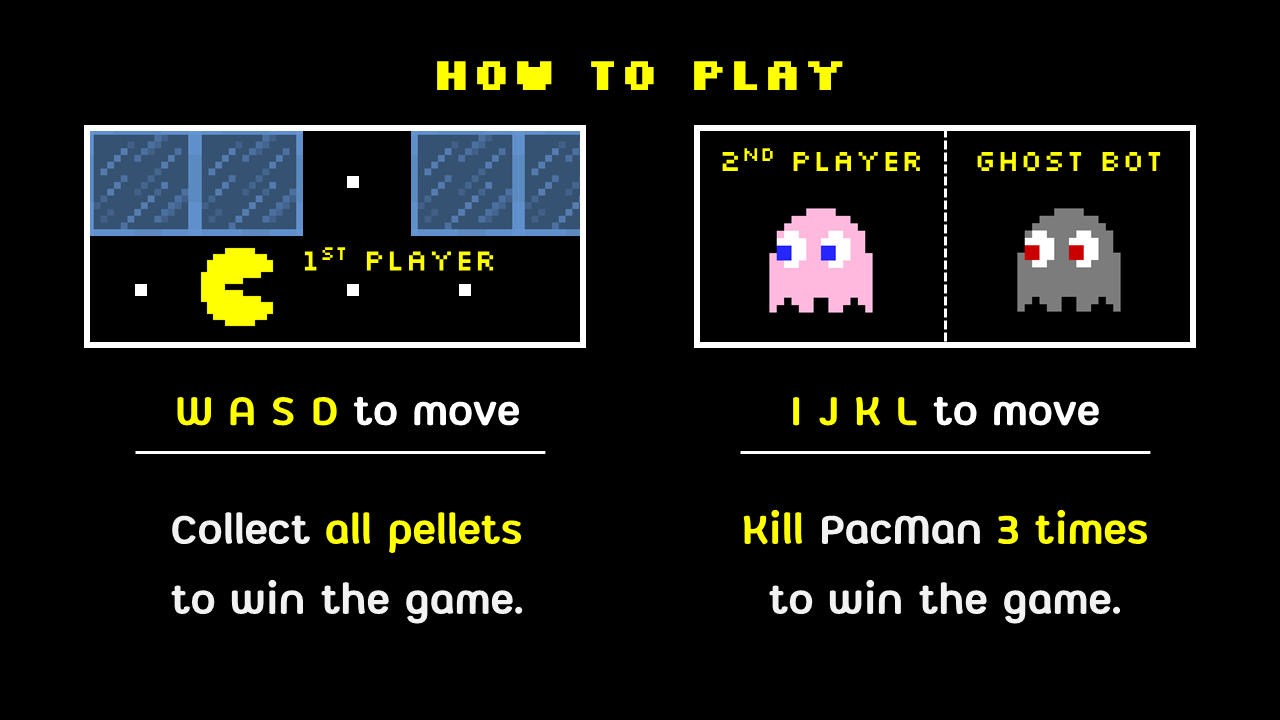 HOW TO PLAY
1ST PLAYER
W A S D to move
Collect all pellets
to win the game.
2ND PLAYER
GHOST BOT
I J K L to move
Kill PacMan 3 times
to win the game.